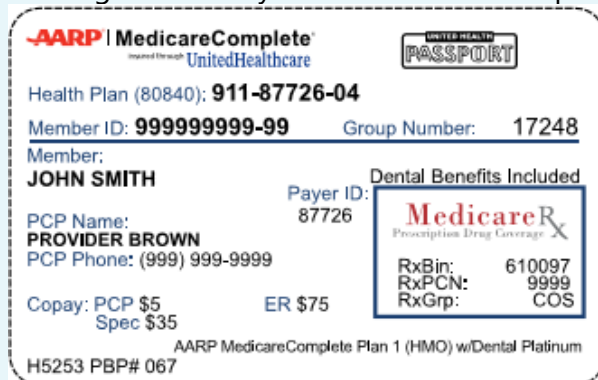 AARP | MedicareComplete
insured through UnitedHealthcare
UNITED HEALTH
PASSPORT
Health Plan (80840): 911-87726-04
Member ID: 999999999-99 Group Number: 17248
Member:
JOHN SMITH
Dental Benefits Included
Payer ID:
87726
PCP Name:
PROVIDER BROWN
PCP Phone: (999) 999-9999
MedicareRx
Prescription Drug Coverage X
RxBin: 610097
RxPCN: 9999
RxGrp: COS
Copay: PCP $5 ER $75
Spec $35
AARP MedicareComplete Plan 1 (HMO) w/Dental Platinum
H5253 PBP# 067